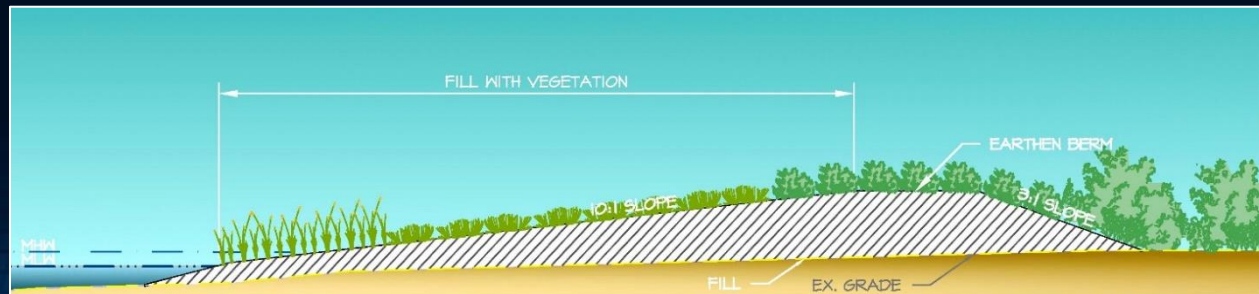 FILL WITH VEGETATION
EARTHEN BERM
10:1 SLOPE
3:1 SLOPE
MHW
MLW
FILL
EX. GRADE